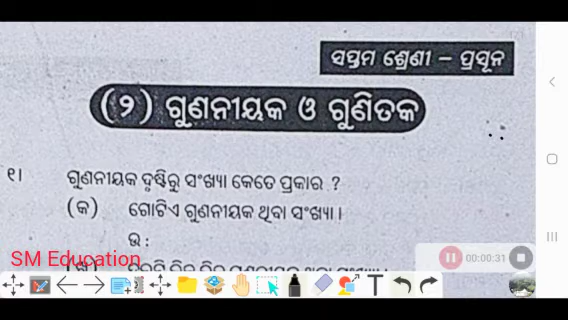 ସପ୍ତମ ଶ୍ରେଣୀ – ପ୍ରସୂନ
(୨) ଗୁଣନୀୟକ ଓ ଗୁଣିତକ
୧। ଗୁଣନୀୟକ ଦୃଷ୍ଟିରୁ ସଂଖ୍ୟା କେତେ ପ୍ରକାର ?
(କ) ଗୋଟିଏ ଗୁଣନୀୟକ ଥିବା ସଂଖ୍ୟା।
ଉ :
SM Education
00:00:31
T